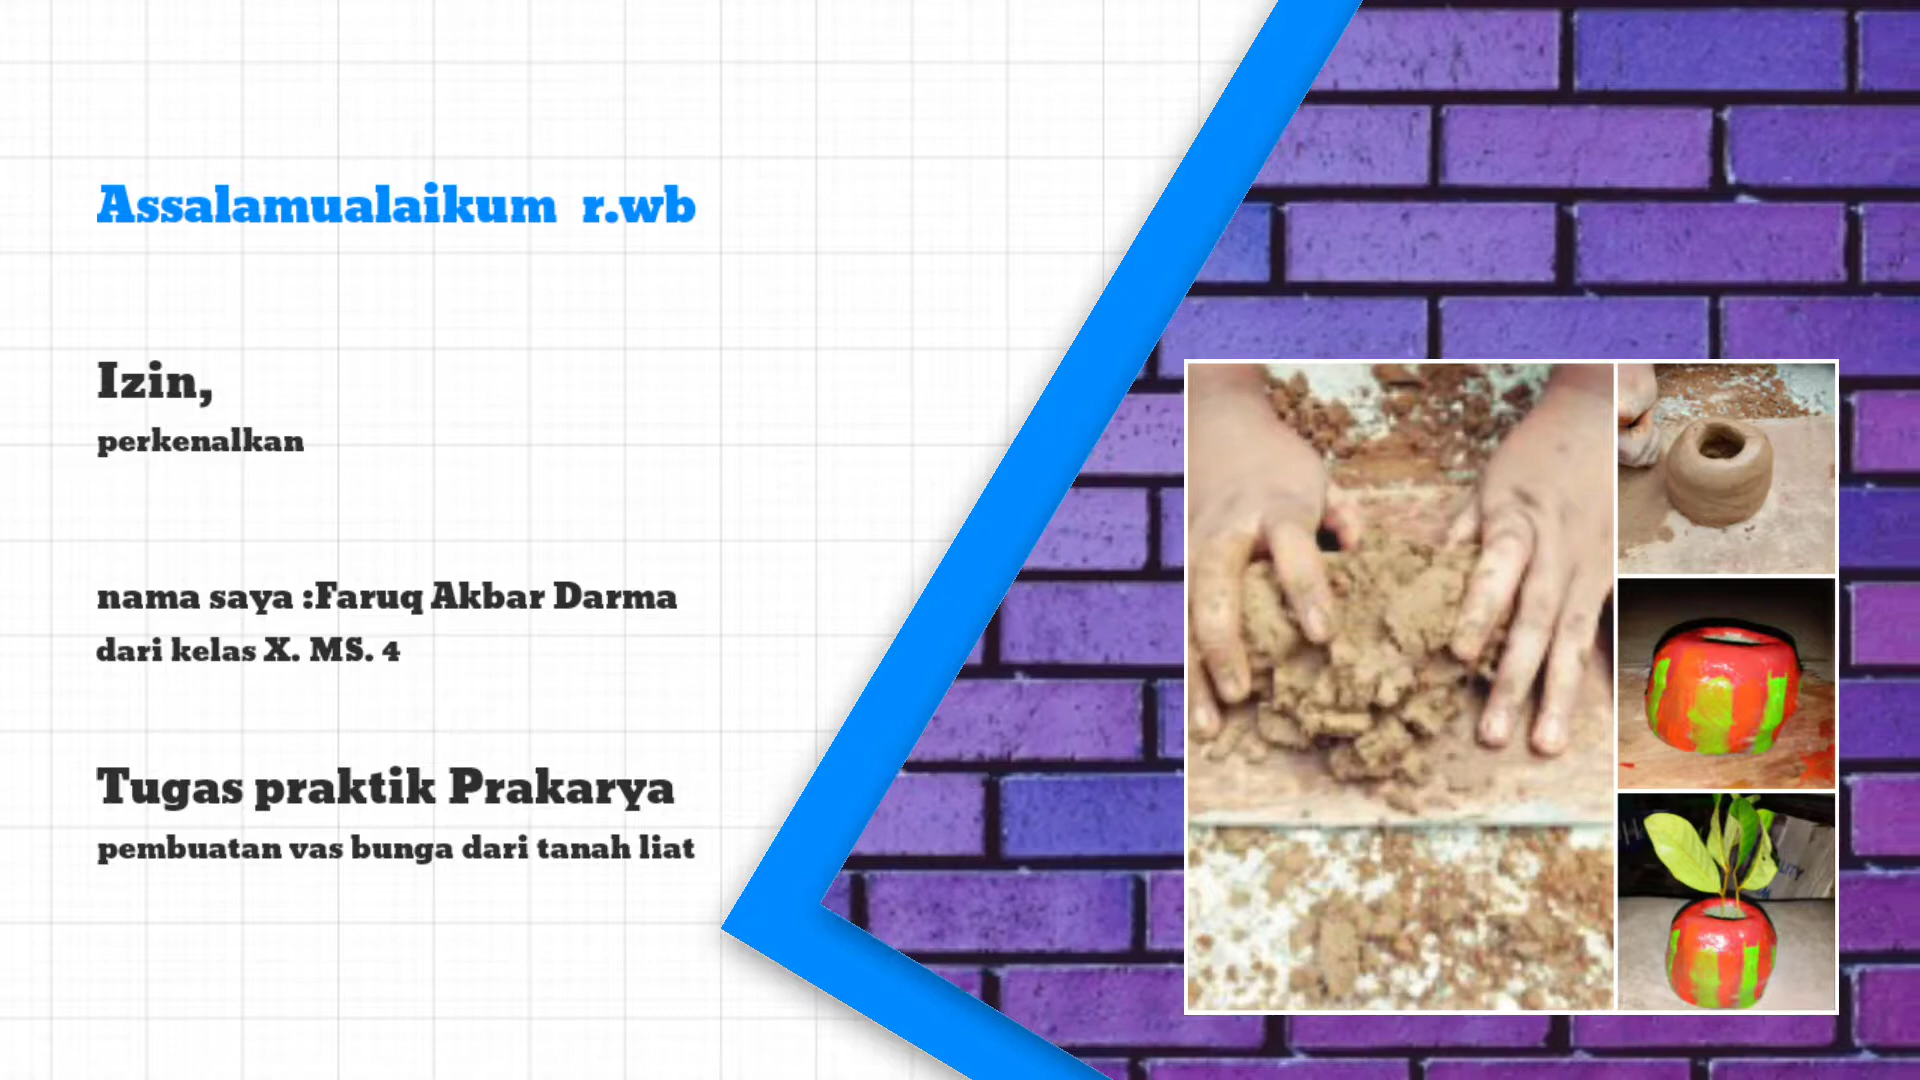 Assalamualaikum r.wb
Izin,
perkenalkan
nama saya :Faruq Akbar Darma
dari kelas X. MS. 4
Tugas praktik Prakarya
pembuatan vas bunga dari tanah liat